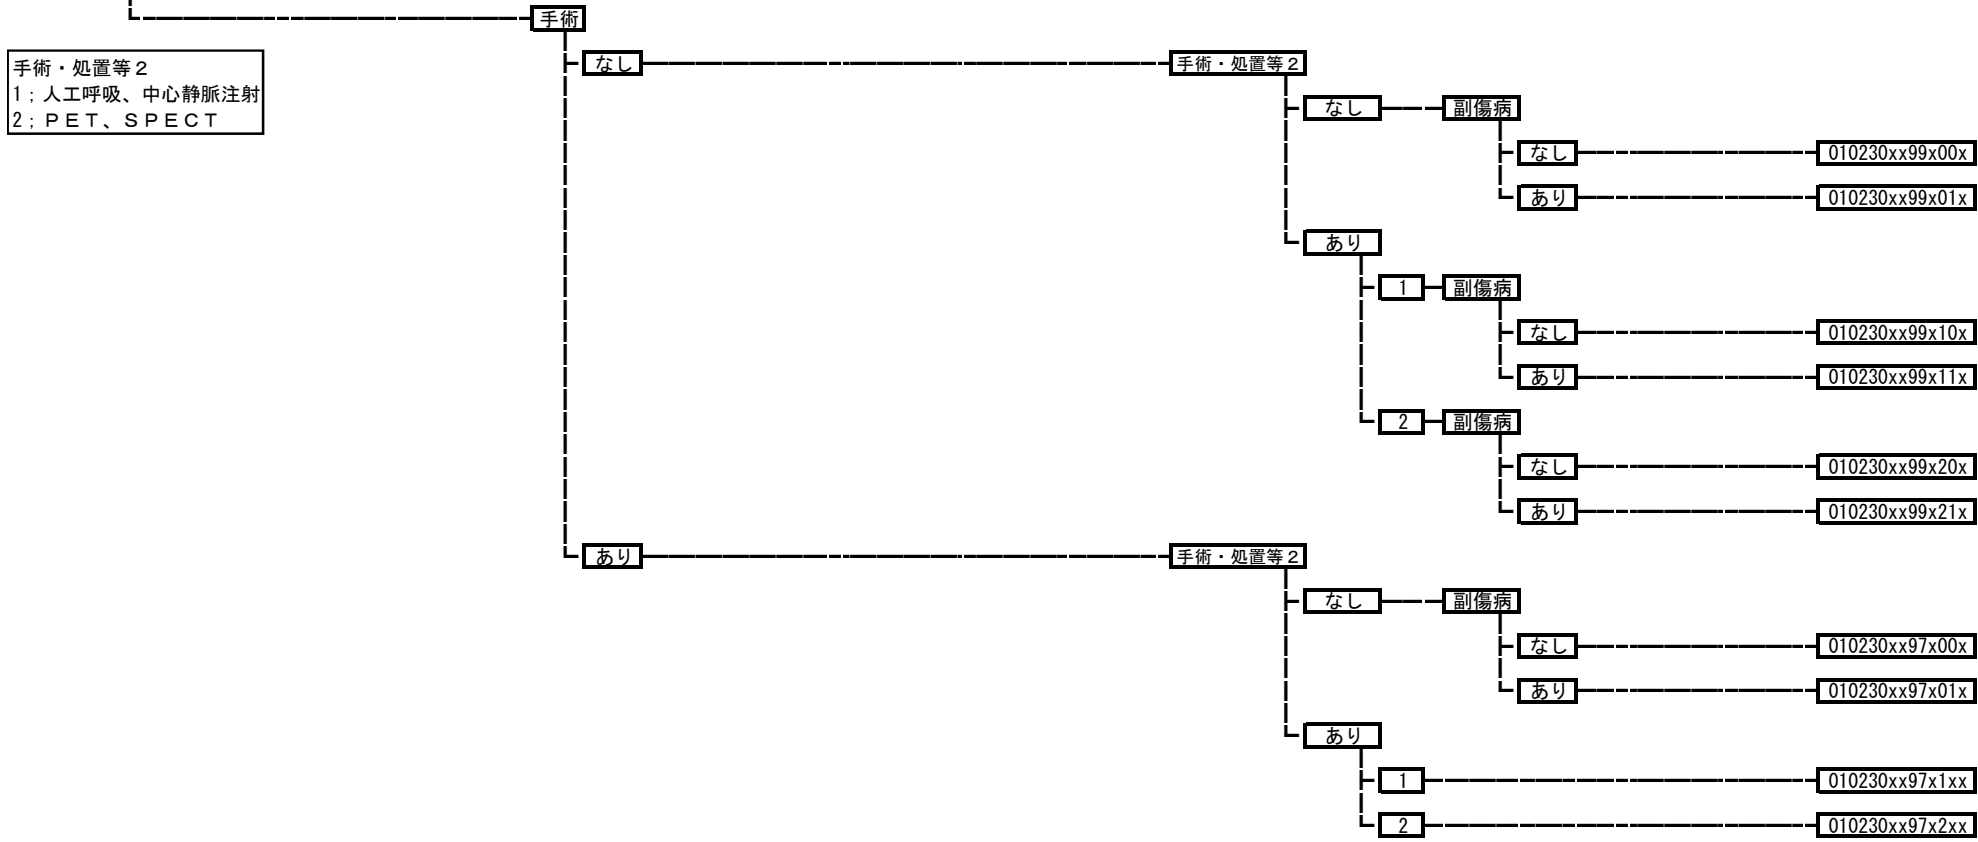 手術
手術・処置等２
1；人工呼吸、中心静脈注射
2；ＰＥＴ、ＳＰＥＣＴ
なし
手術・処置等２
なし
副傷病
なし
010230xx99x00x
あり
010230xx99x01x
あり
1
副傷病
なし
010230xx99x10x
あり
010230xx99x11x
2
副傷病
なし
010230xx99x20x
あり
010230xx99x21x
あり
手術・処置等２
なし
副傷病
なし
010230xx97x00x
あり
010230xx97x01x
あり
1
010230xx97x1xx
2
010230xx97x2xx